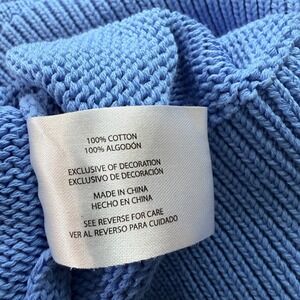 100% COTTON
100% ALGODÓN
EXCLUSIVE OF DECORATION
EXCLUSIVO DE DECORACIÓN
MADE IN CHINA
HECHO EN CHINA
SEE REVERSE FOR CARE
VER AL REVERSO PARA CUIDADO